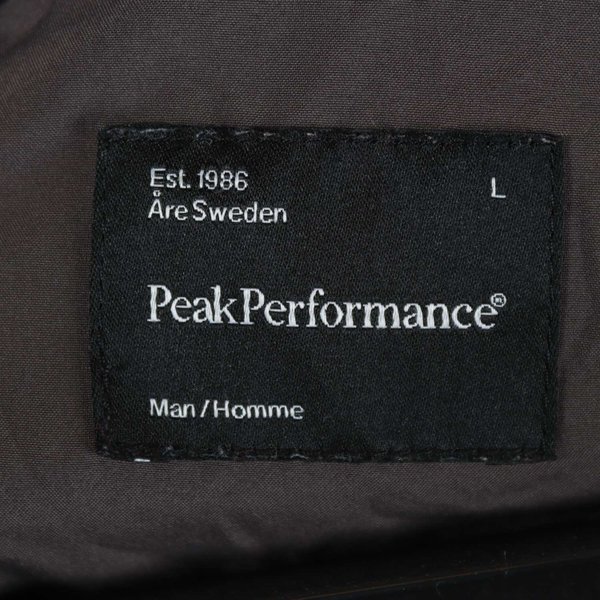 Est. 1986 L
Åre Sweden
PeakPerformance®
Man/Homme